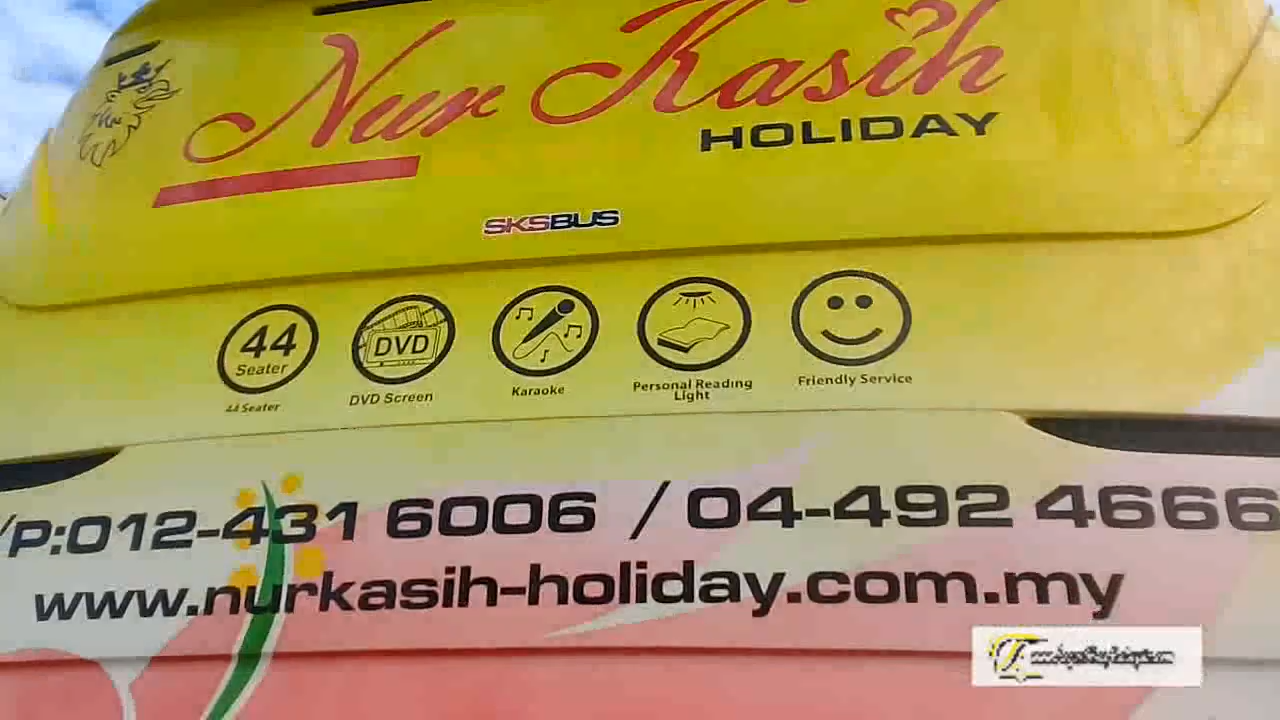 Nur Kasih
HOLIDAY
SKSBUS
44
Seater
44 Seater
DVD
DVD Screen
Karaoke
Personal Reading
Light
Friendly Service
/P:012-431 6006 / 04-492 4666
www.nurkasih-holiday.com.my